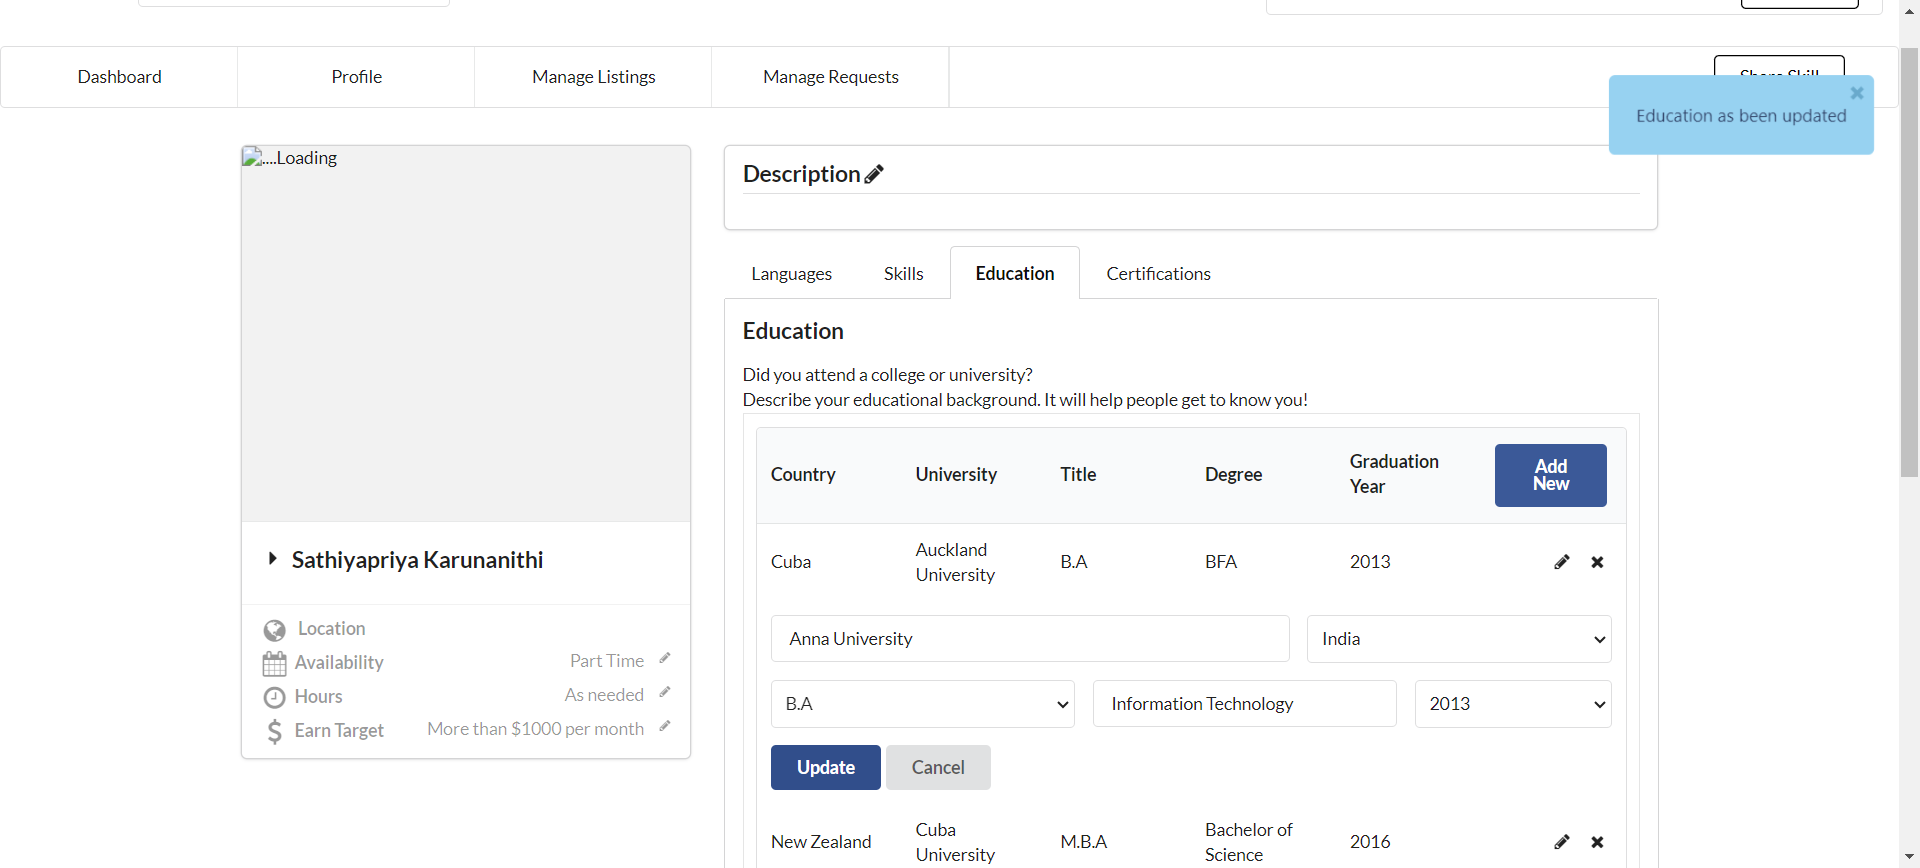 Dashboard
Profile
Manage Listings
Manage Requests
Share Skill
Education as been updated
....Loading
Sathiyapriya Karunanithi
Location
Availability
Part Time
Hours
As needed
Earn Target
More than $1000 per month
Description
Languages
Skills
Education
Certifications
Education
Did you attend a college or university?
Describe your educational background. It will help people get to know you!
Country
University
Title
Degree
Graduation
Year
Add
New
Cuba
Auckland
University
B.A
BFA
2013
Anna University
India
B.A
Information Technology
2013
Update
Cancel
New Zealand
Cuba
University
M.B.A
Bachelor of
Science
2016